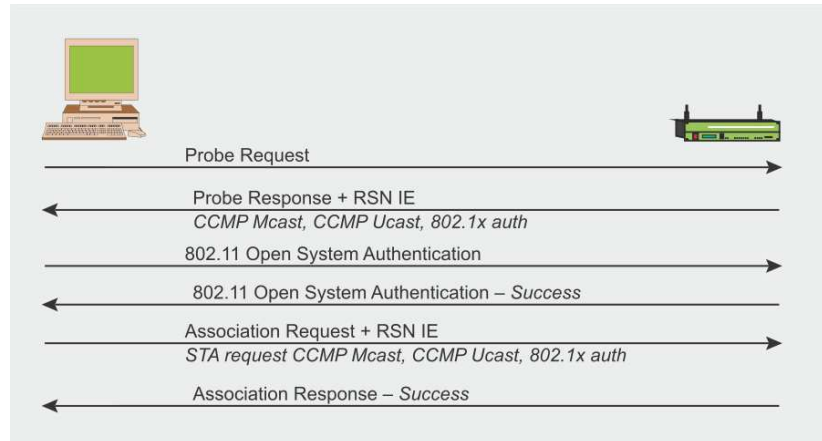 Probe Request
Probe Response + RSN IE
CCMP Mcast, CCMP Ucast, 802.1x auth
802.11 Open System Authentication
802.11 Open System Authentication – Success
Association Request + RSN IE
STA request CCMP Mcast, CCMP Ucast, 802.1x auth
Association Response – Success